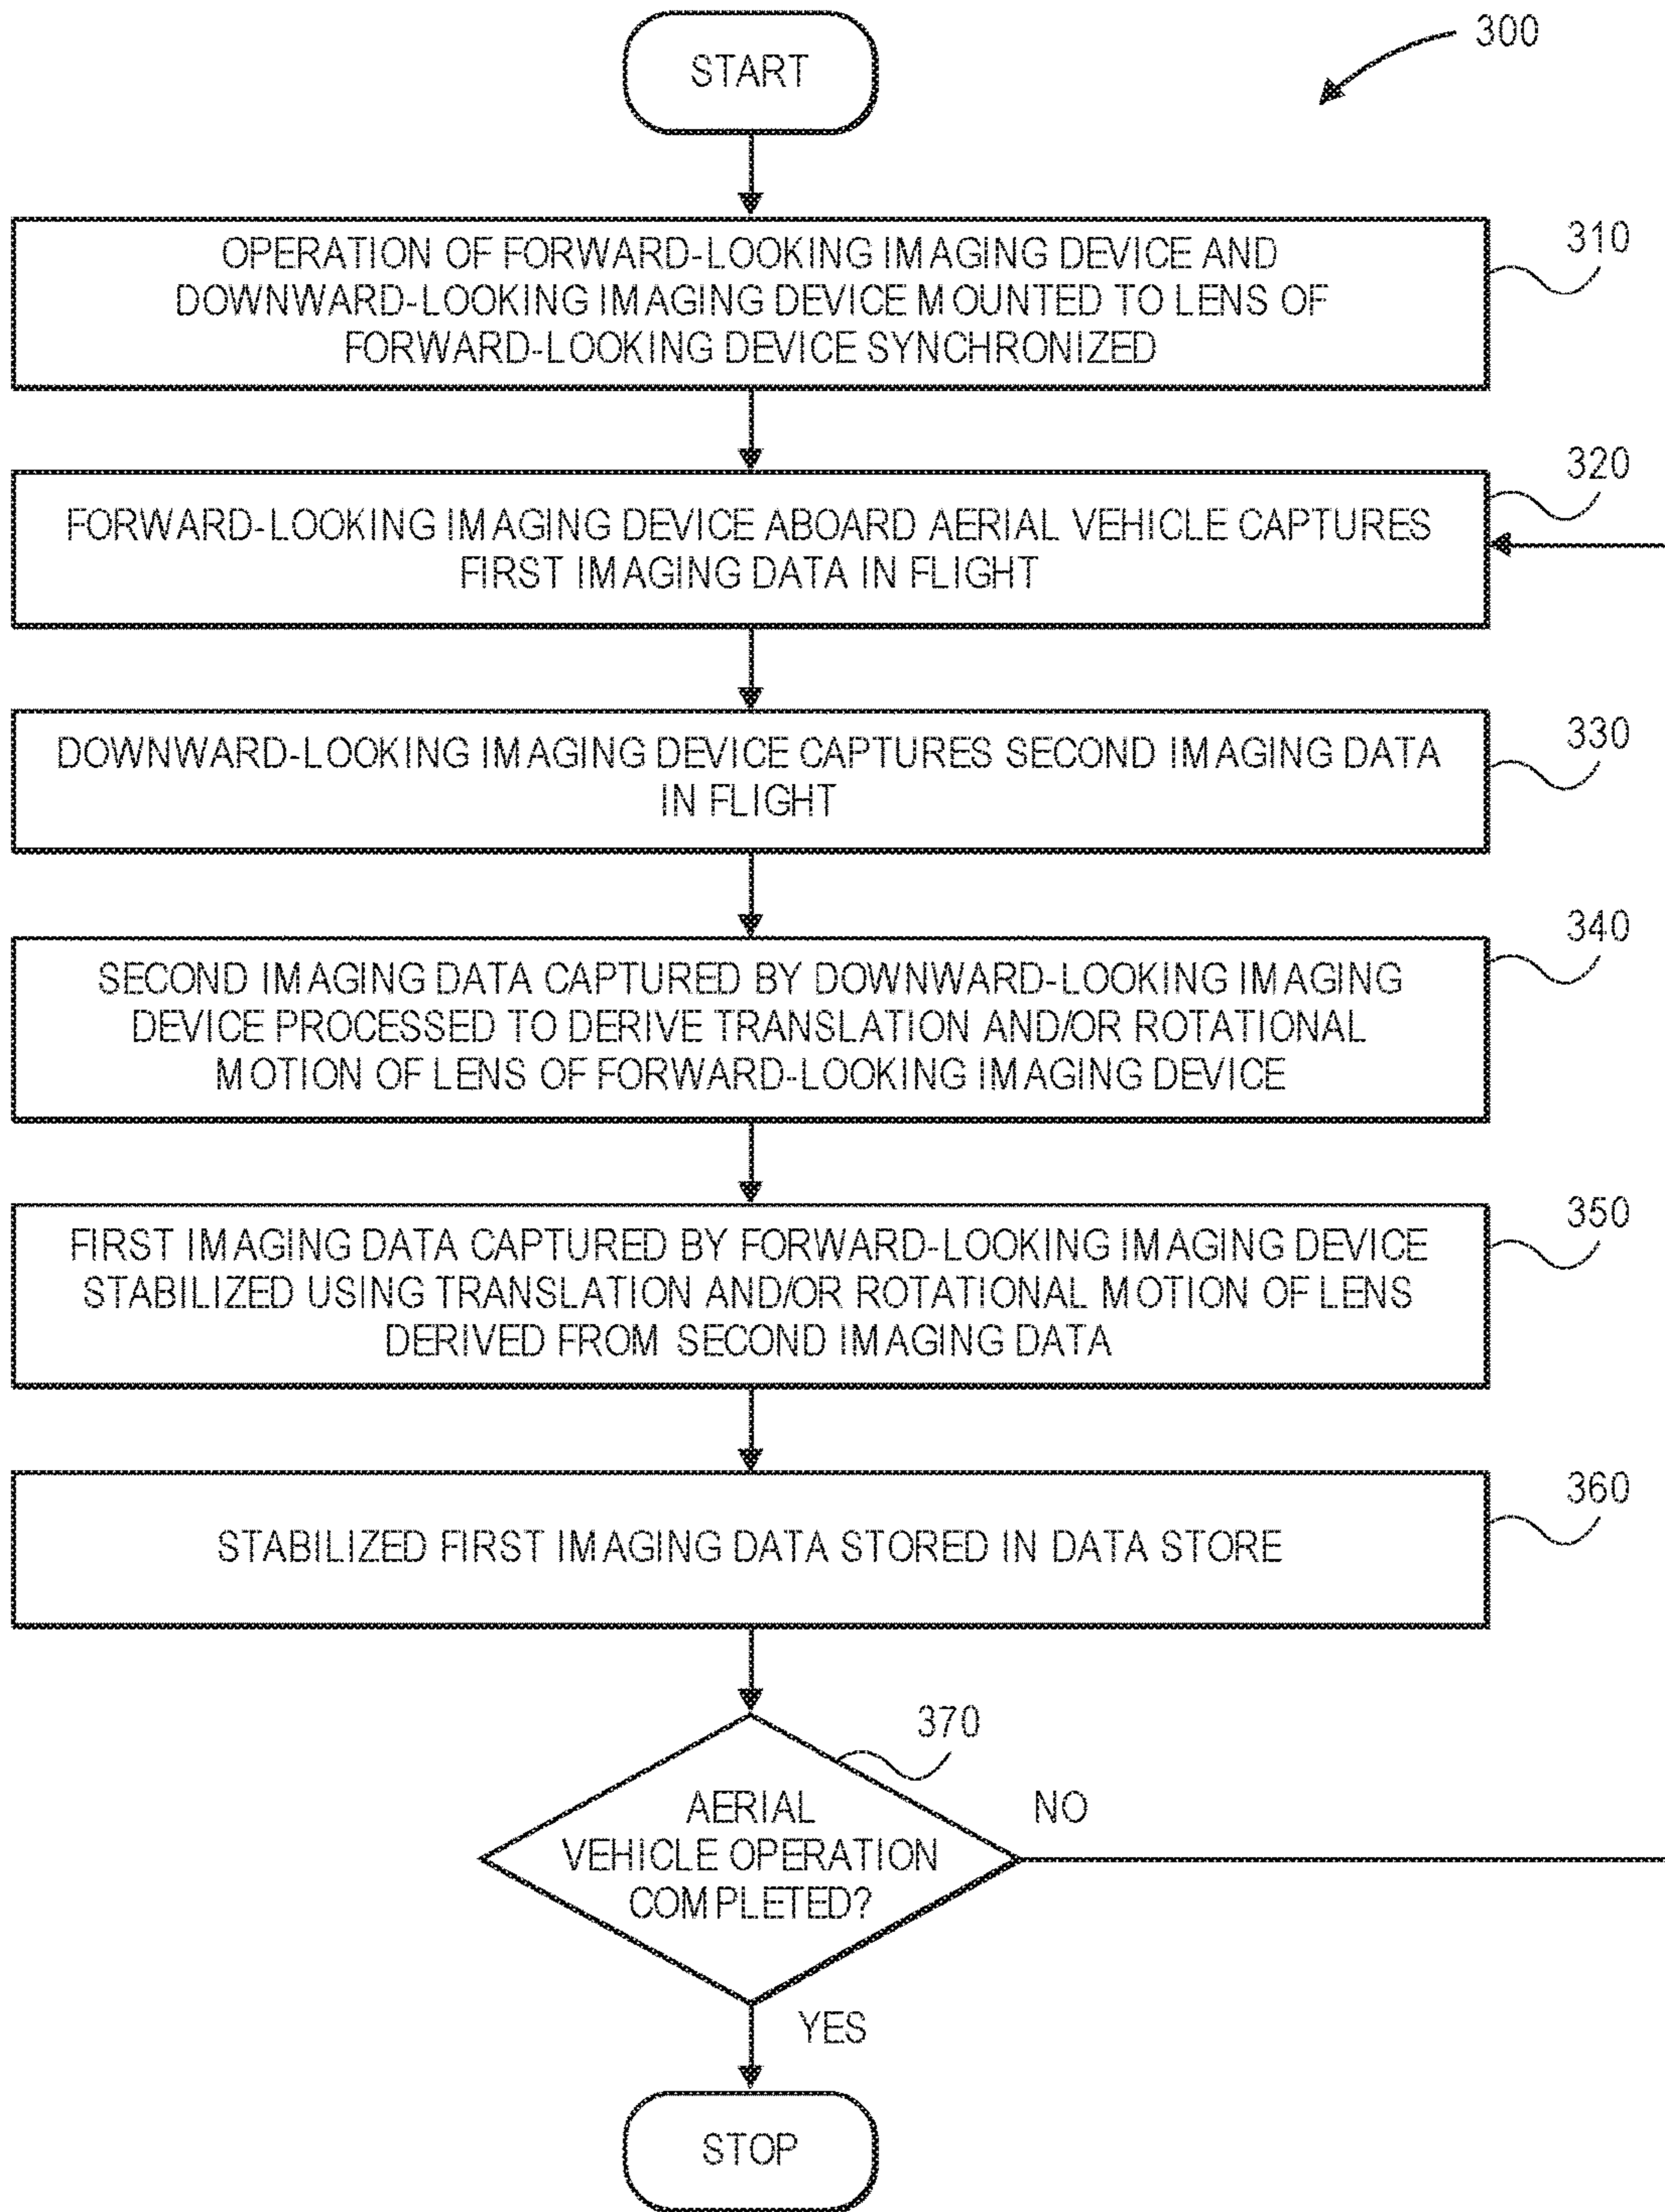 START
300
OPERATION OF FORWARD-LOOKING IMAGING DEVICE AND
DOWNWARD-LOOKING IMAGING DEVICE MOUNTED TO LENS OF
FORWARD-LOOKING DEVICE SYNCHRONIZED
310
FORWARD-LOOKING IMAGING DEVICE ABOARD AERIAL VEHICLE CAPTURES
FIRST IMAGING DATA IN FLIGHT
320
DOWNWARD-LOOKING IMAGING DEVICE CAPTURES SECOND IMAGING DATA
IN FLIGHT
330
SECOND IMAGING DATA CAPTURED BY DOWNWARD-LOOKING IMAGING
DEVICE PROCESSED TO DERIVE TRANSLATION AND/OR ROTATIONAL
MOTION OF LENS OF FORWARD-LOOKING IMAGING DEVICE
340
FIRST IMAGING DATA CAPTURED BY FORWARD-LOOKING IMAGING DEVICE
STABILIZED USING TRANSLATION AND/OR ROTATIONAL MOTION OF LENS
DERIVED FROM SECOND IMAGING DATA
350
STABILIZED FIRST IMAGING DATA STORED IN DATA STORE
360
370
AERIAL
VEHICLE OPERATION
COMPLETED?
NO
YES
STOP